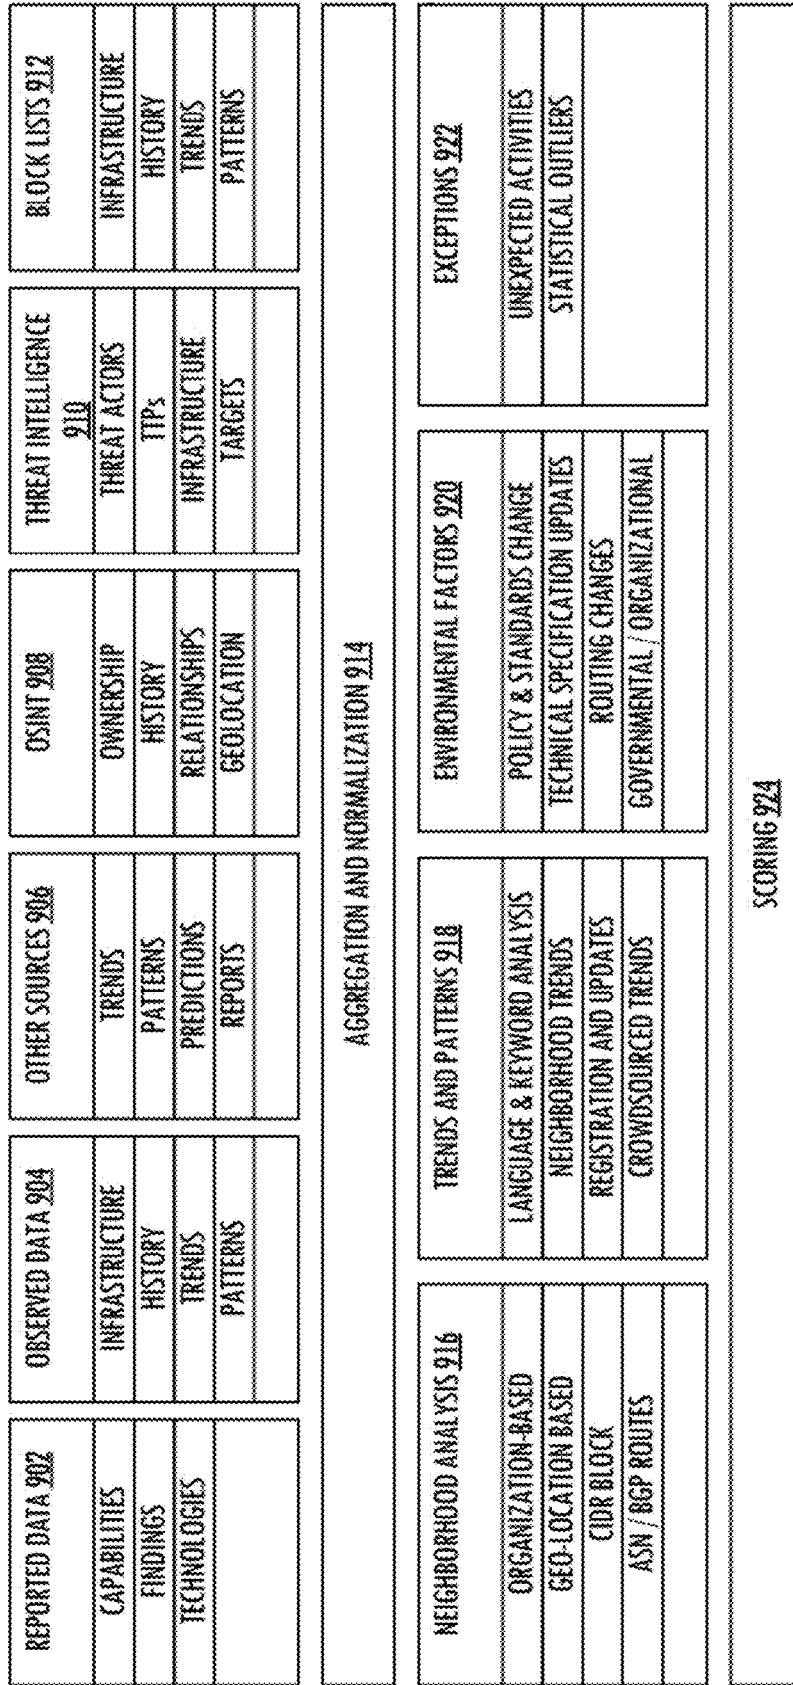 REPORTED DATA 902
CAPABILITIES
FINDINGS
TECHNOLOGIES
OBSERVED DATA 904
INFRASTRUCTURE
HISTORY
TRENDS
PATTERNS
OTHER SOURCES 906
TRENDS
PATTERNS
PREDICTIONS
REPORTS
OSINT 908
OWNERSHIP
HISTORY
RELATIONSHIPS
GEOLOCATION
THREAT INTELLIGENCE
910
THREAT ACTORS
TTPs
INFRASTRUCTURE
TARGETS
BLOCK LISTS 912
INFRASTRUCTURE
HISTORY
TRENDS
PATTERNS
AGGREGATION AND NORMALIZATION 914
NEIGHBORHOOD ANALYSIS 916
ORGANIZATION-BASED
GEO-LOCATION BASED
CIDR BLOCK
ASN / BGP ROUTES
TRENDS AND PATTERNS 918
LANGUAGE & KEYWORD ANALYSIS
NEIGHBORHOOD TRENDS
REGISTRATION AND UPDATES
CROWDSOURCED TRENDS
ENVIRONMENTAL FACTORS 920
POLICY & STANDARDS CHANGE
TECHNICAL SPECIFICATION UPDATES
ROUTING CHANGES
GOVERNMENTAL / ORGANIZATIONAL
EXCEPTIONS 922
UNEXPECTED ACTIVITIES
STATISTICAL OUTLIERS
SCORING 924